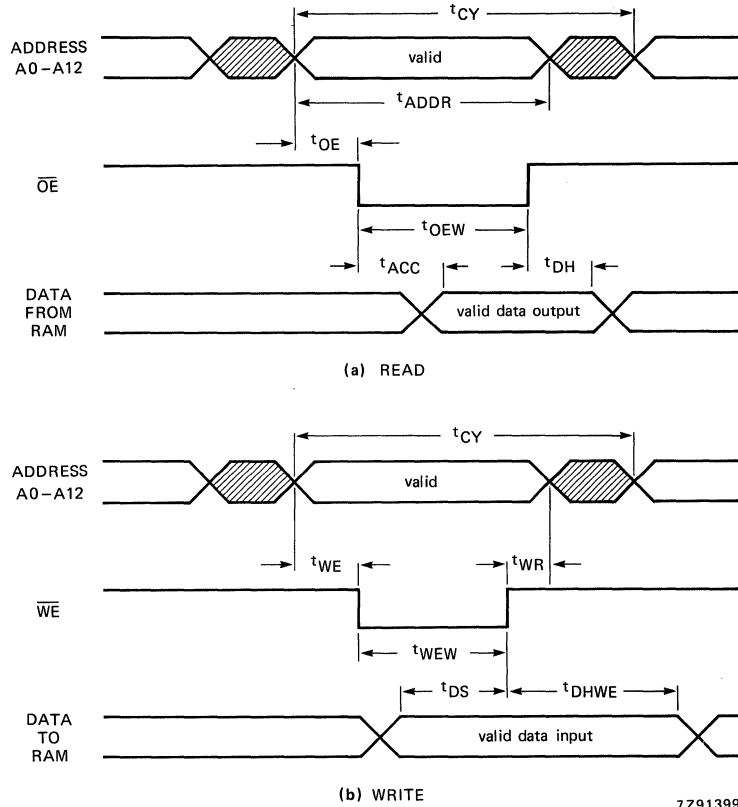 tCY
ADDRESS
A0–A12
valid
tADDR
tOE
OE
tOEW
tACC
tDH
DATA
FROM
RAM
valid data output
(a) READ
tCY
ADDRESS
A0–A12
valid
tWE
tWR
WE
tWEW
tDS
tDHWE
DATA
TO
RAM
valid data input
(b) WRITE
7Z91399